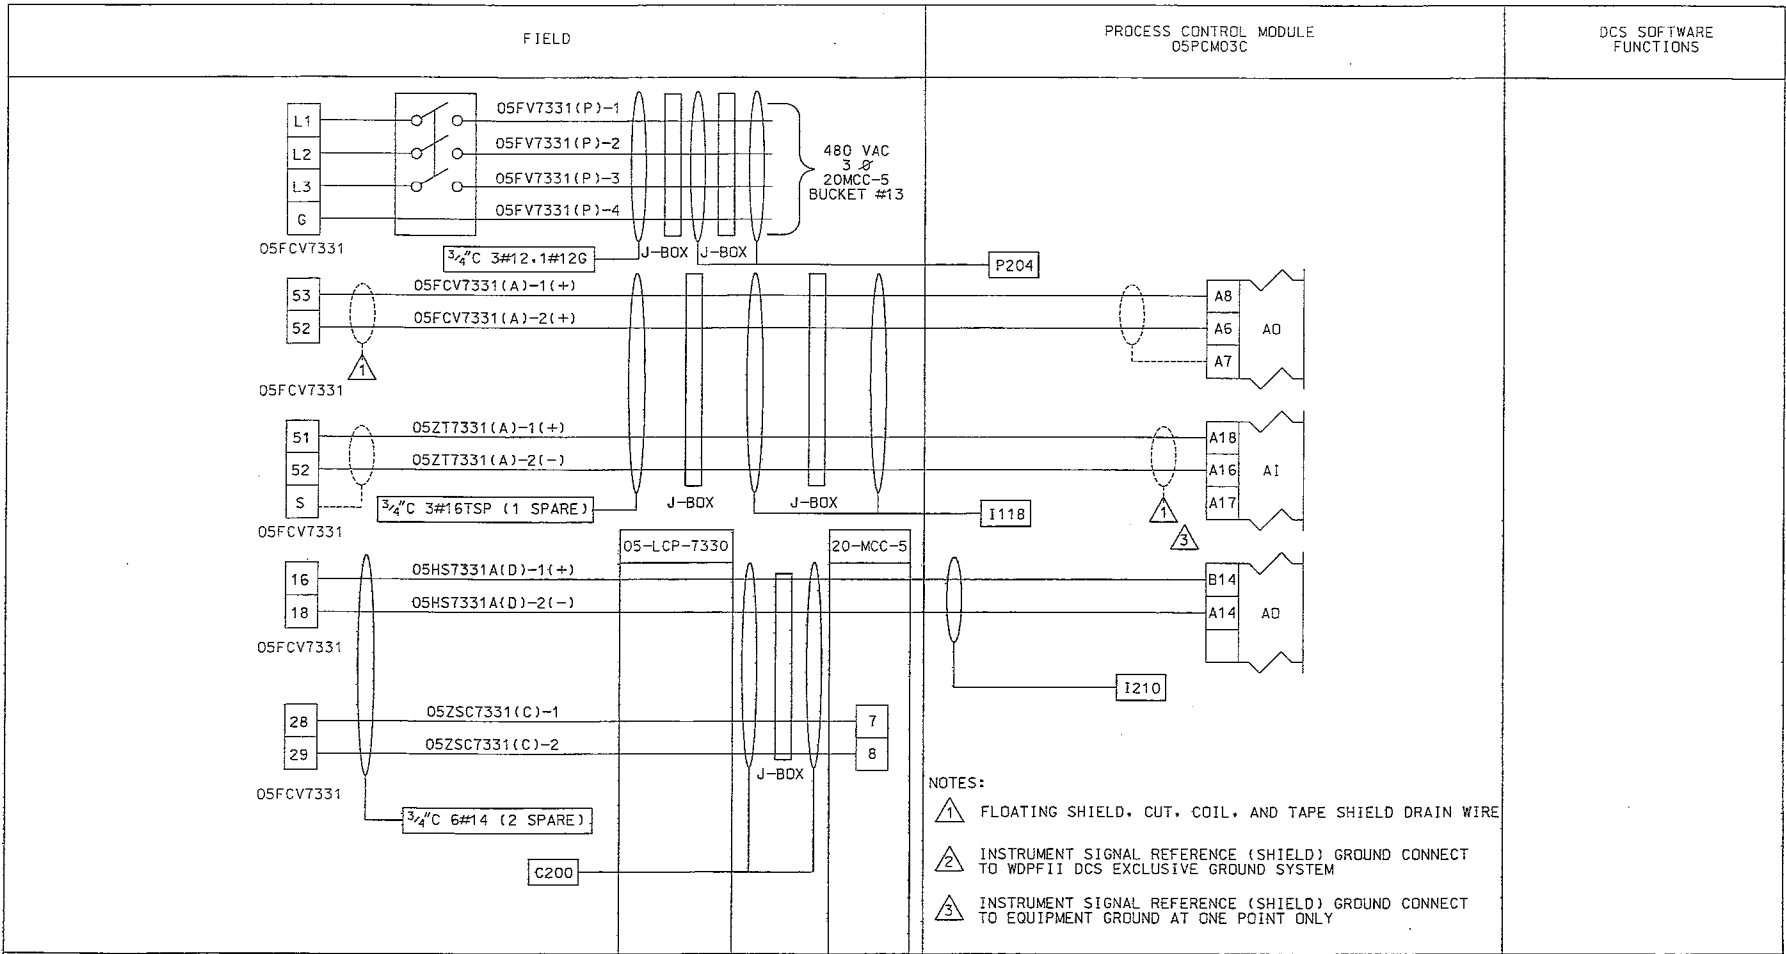 FIELD
PROCESS CONTROL MODULE
05PCM03C
DCS SOFTWARE
FUNCTIONS
L1
L2
L3
G
05FV7331(P)-1
05FV7331(P)-2
05FV7331(P)-3
05FV7331(P)-4
480 VAC
3 Ø
20MCC-5
BUCKET #13
05FCV7331
3/4"C 3#12,1#12G
J-BOX
J-BOX
P204
53
52
05FCV7331(A)-1(+)
05FCV7331(A)-2(+)
1
A8
A6
A7
AO
05FCV7331
51
52
S
05ZT7331(A)-1(+)
05ZT7331(A)-2(-)
A18
A16
A17
AI
3/4"C 3#16TSP (1 SPARE)
J-BOX
J-BOX
I118
1
3
05FCV7331
05-LCP-7330
20-MCC-5
16
18
05HS7331A(D)-1(+)
05HS7331A(D)-2(-)
B14
A14
AO
05FCV7331
I210
28
29
05ZSC7331(C)-1
05ZSC7331(C)-2
7
8
J-BOX
05FCV7331
3/4"C 6#14 (2 SPARE)
C200
NOTES:
1 FLOATING SHIELD, CUT, COIL, AND TAPE SHIELD DRAIN WIRE
2 INSTRUMENT SIGNAL REFERENCE (SHIELD) GROUND CONNECT
TO WDPFII DCS EXCLUSIVE GROUND SYSTEM
3 INSTRUMENT SIGNAL REFERENCE (SHIELD) GROUND CONNECT
TO EQUIPMENT GROUND AT ONE POINT ONLY